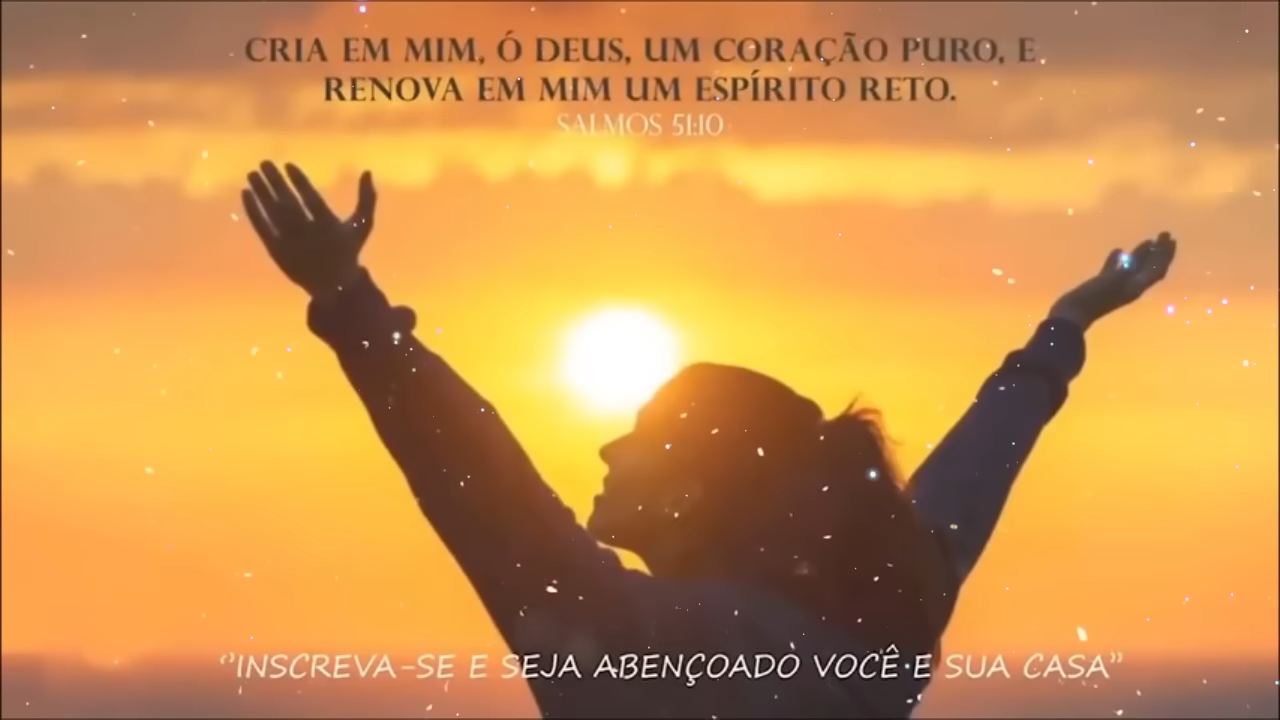 CRIA EM MIM, Ó DEUS, UM CORAÇÃO PURO, E
RENOVA EM MIM UM ESPÍRITO RETO.
SALMOS 51:10
"INSCREVA-SE E SEJA ABENÇOADO VOCÊ E SUA CASA"